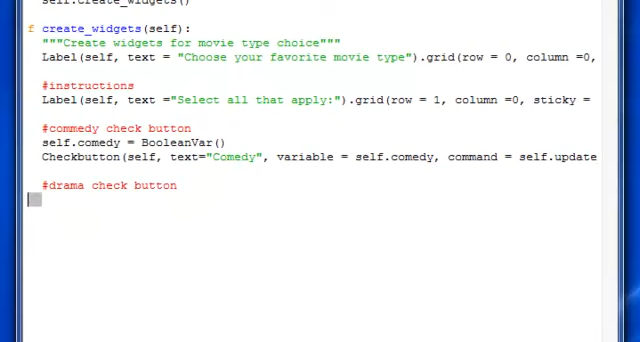 self.create_widgets()
f create_widgets(self):
"""Create widgets for movie type choice"""
Label(self, text = "Choose your favorite movie type").grid(row = 0, column =0,
#instructions
Label(self, text ="Select all that apply:").grid(row = 1, column =0, sticky =
#commedy check button
self.comedy = BooleanVar()
Checkbutton(self, text="Comedy", variable = self.comedy, command = self.update
#drama check button